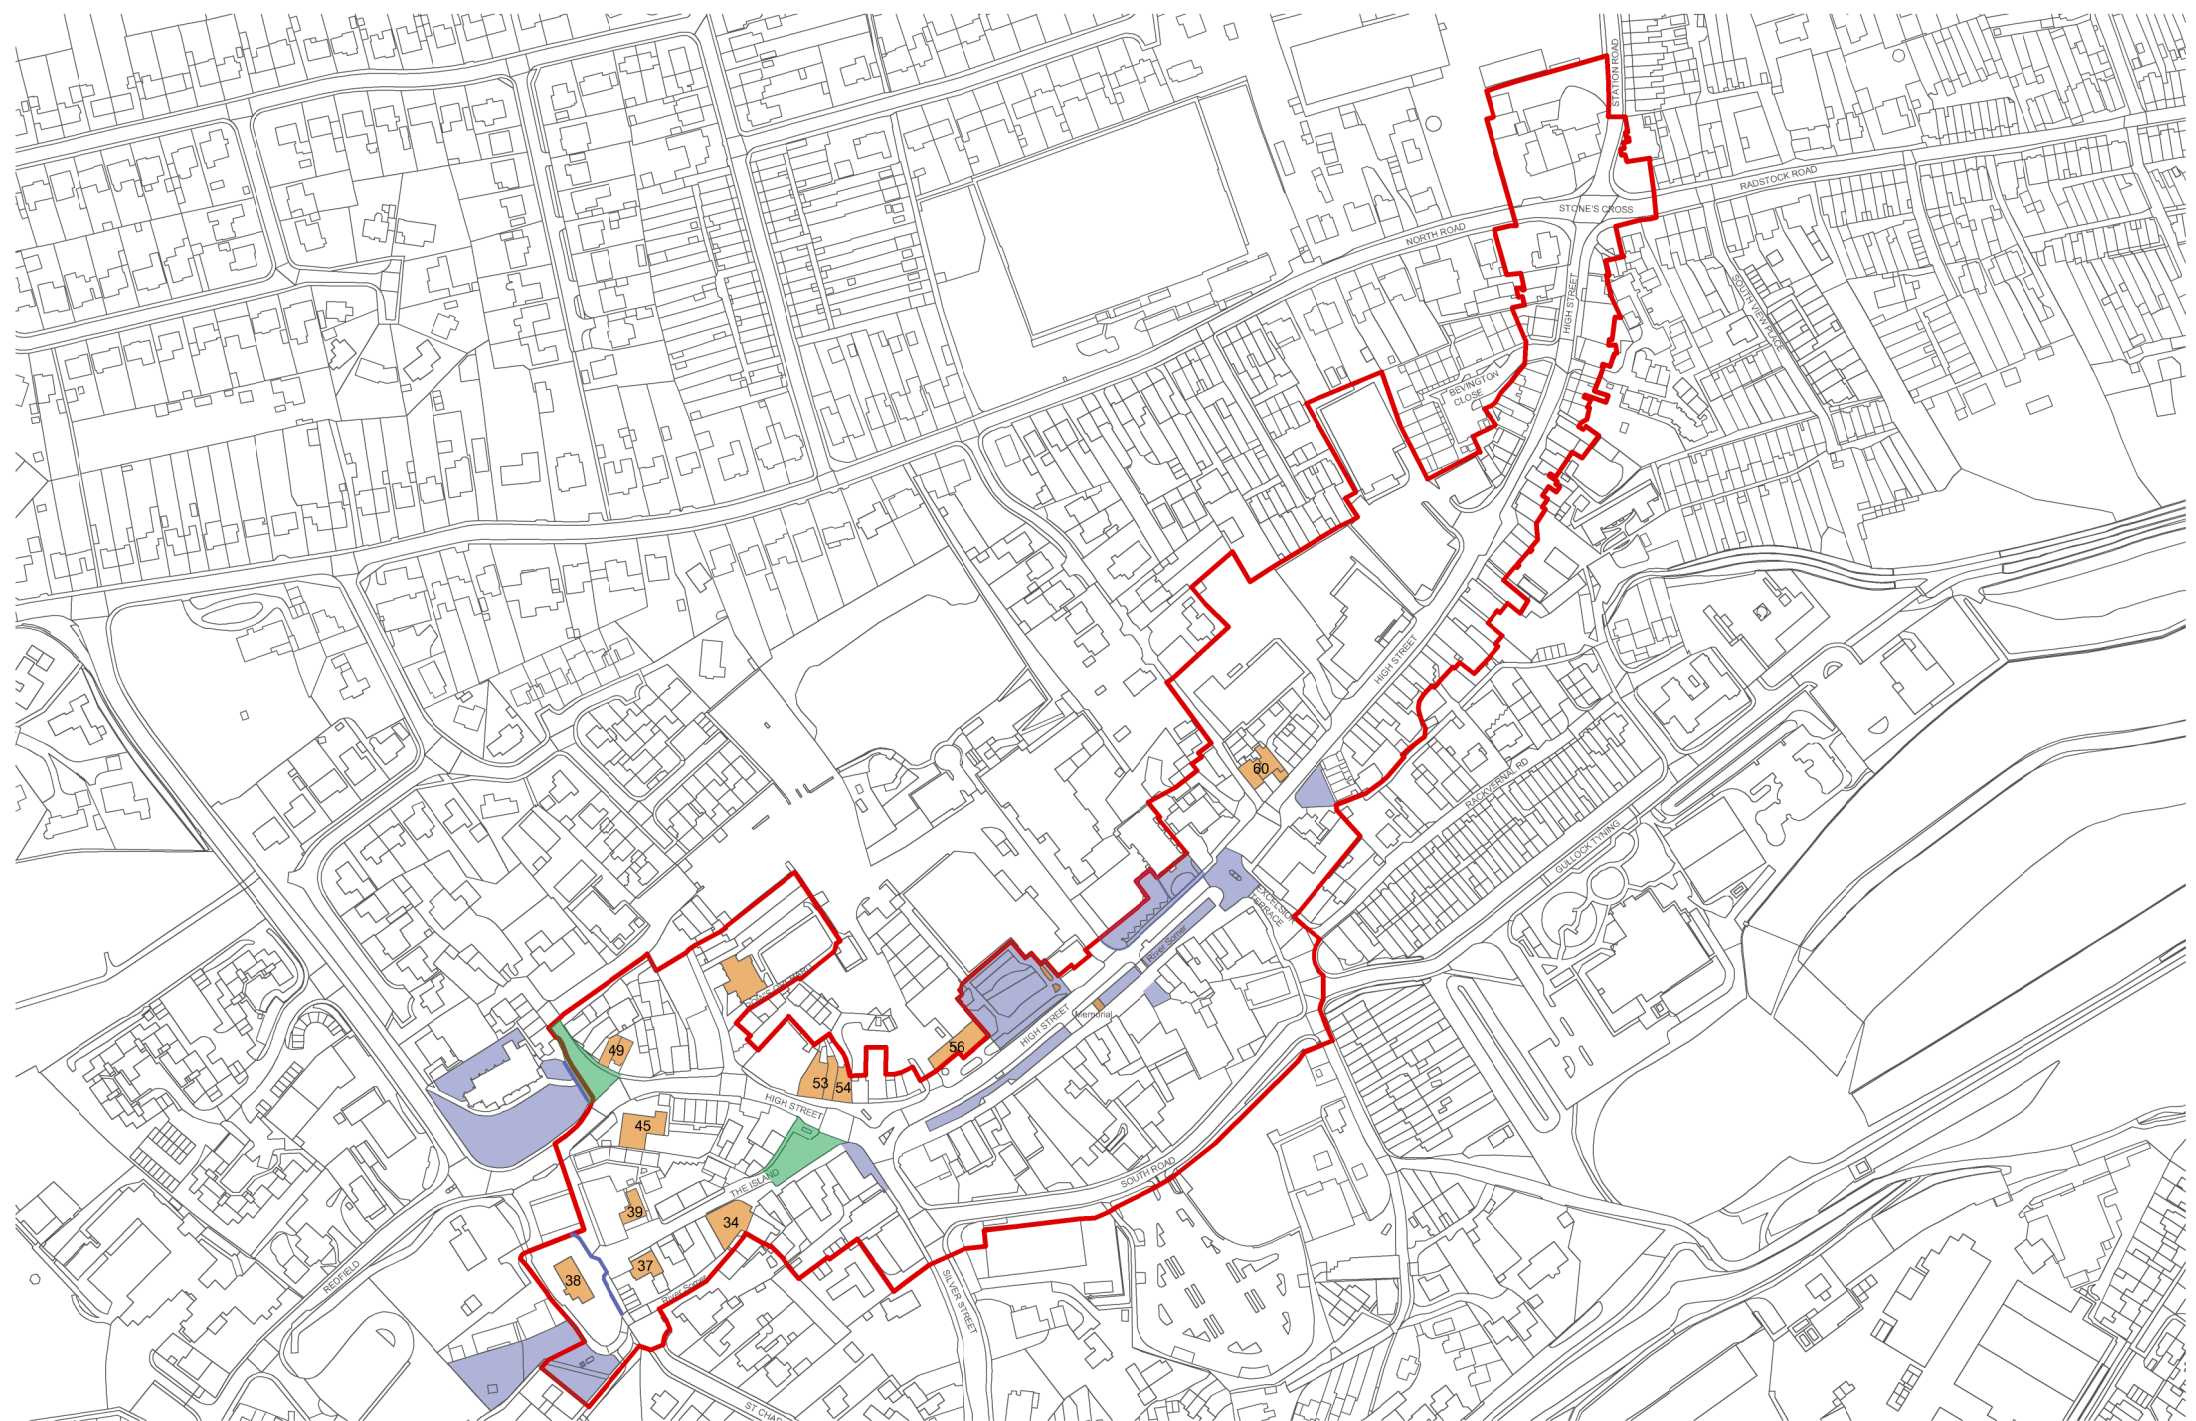 STATION ROAD
RADSTOCK ROAD
STONE'S CROSS
NORTH ROAD
SOUTH VIEW PLACE
HIGH STREET
BEVINGTON
CLOSE
HIGH STREET
60
RACKVERNAL RD
GULLOCK TYNING
EXCELSIOR
TERRACE
River Somer
Memorial
HIGH STREET
56
49
53
54
HIGH STREET
45
THE ISLAND
SOUTH ROAD
39
34
37
38
River Somer
REDFIELD
SILVER STREET